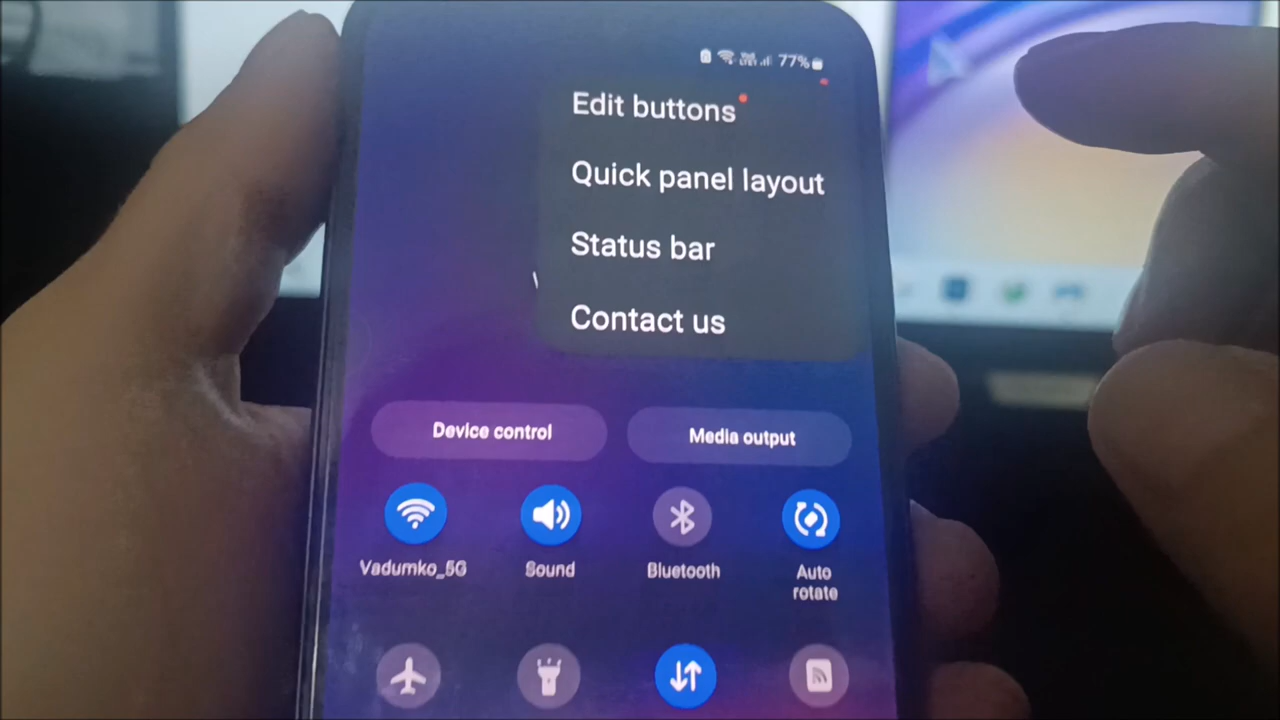 77%
Edit buttons
Quick panel layout
Status bar
Contact us
Device control
Media output
Vadumko_5G
Sound
Bluetooth
Auto
rotate